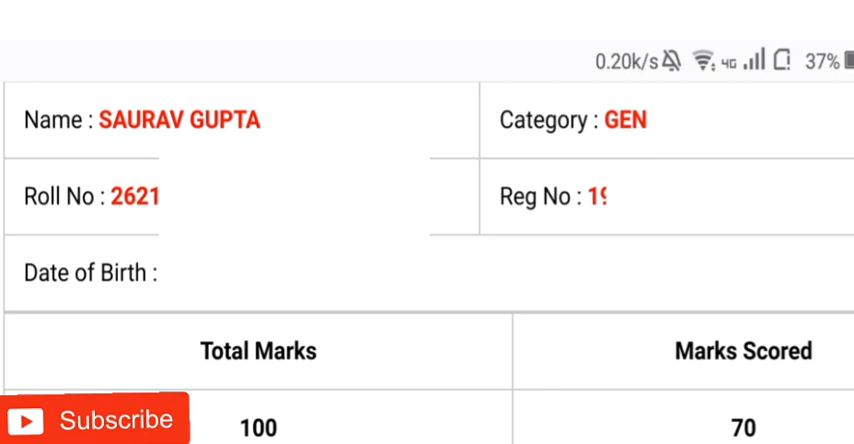 0.20k/s 4G 37%
Name : SAURAV GUPTA Category : GEN
Roll No : 2621 Reg No : 19
Date of Birth :
Total Marks Marks Scored
Subscribe 100 70